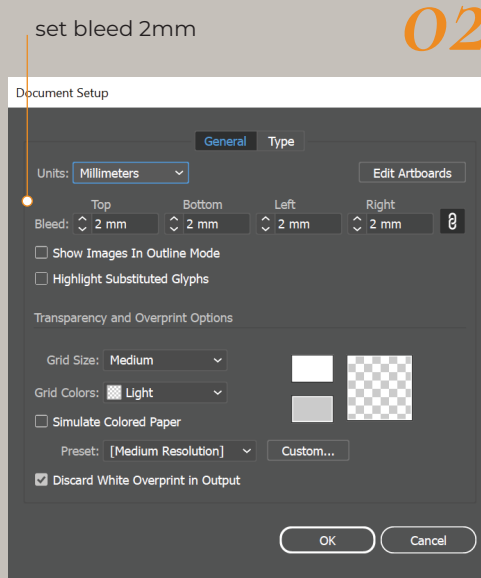 set bleed 2mm
02
Document Setup
General Type
Units: Millimeters Edit Artboards
Top Bottom Left Right
Bleed: 2 mm 2 mm 2 mm 2 mm
Show Images In Outline Mode
Highlight Substituted Glyphs
Transparency and Overprint Options
Grid Size: Medium
Grid Colors: Light
Simulate Colored Paper
Preset: [Medium Resolution] Custom...
Discard White Overprint in Output
OK Cancel